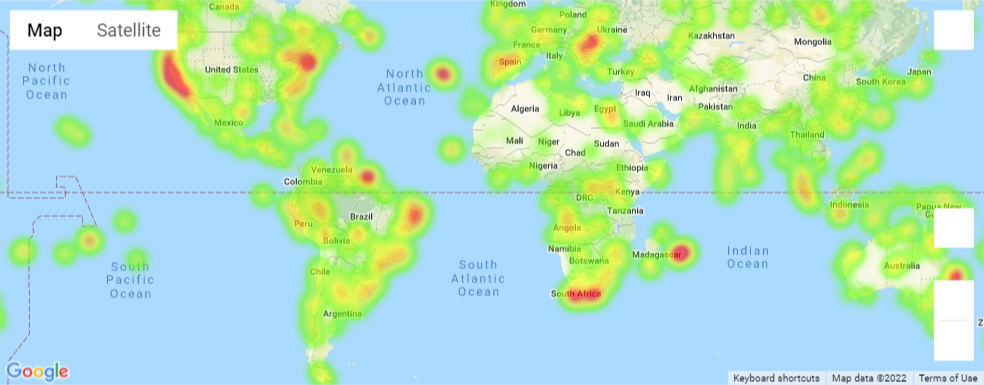 Map Satellite
Canada
Kingdom
Poland
Germany
Ukraine
Kazakhstan
Mongolia
France
Italy
Spain
Turkey
Japan
China
South Korea
United States
North
Pacific
Ocean
North
Atlantic
Ocean
Afghanistan
Iraq
Iran
Pakistan
Algeria
Libya
Egypt
Saudi Arabia
Mexico
India
Thailand
Mali
Niger
Sudan
Chad
Nigeria
Ethiopia
Venezuela
Colombia
DRC
Kenya
Indonesia
Papua New
Tanzania
Peru
Brazil
Angola
Bolivia
Namibia
Botswana
Madagascar
Indian
Ocean
South
Pacific
Ocean
South
Atlantic
Ocean
Chile
Australia
South Africa
Argentina
Google
Keyboard shortcuts
Map data ©2022
Terms of Use